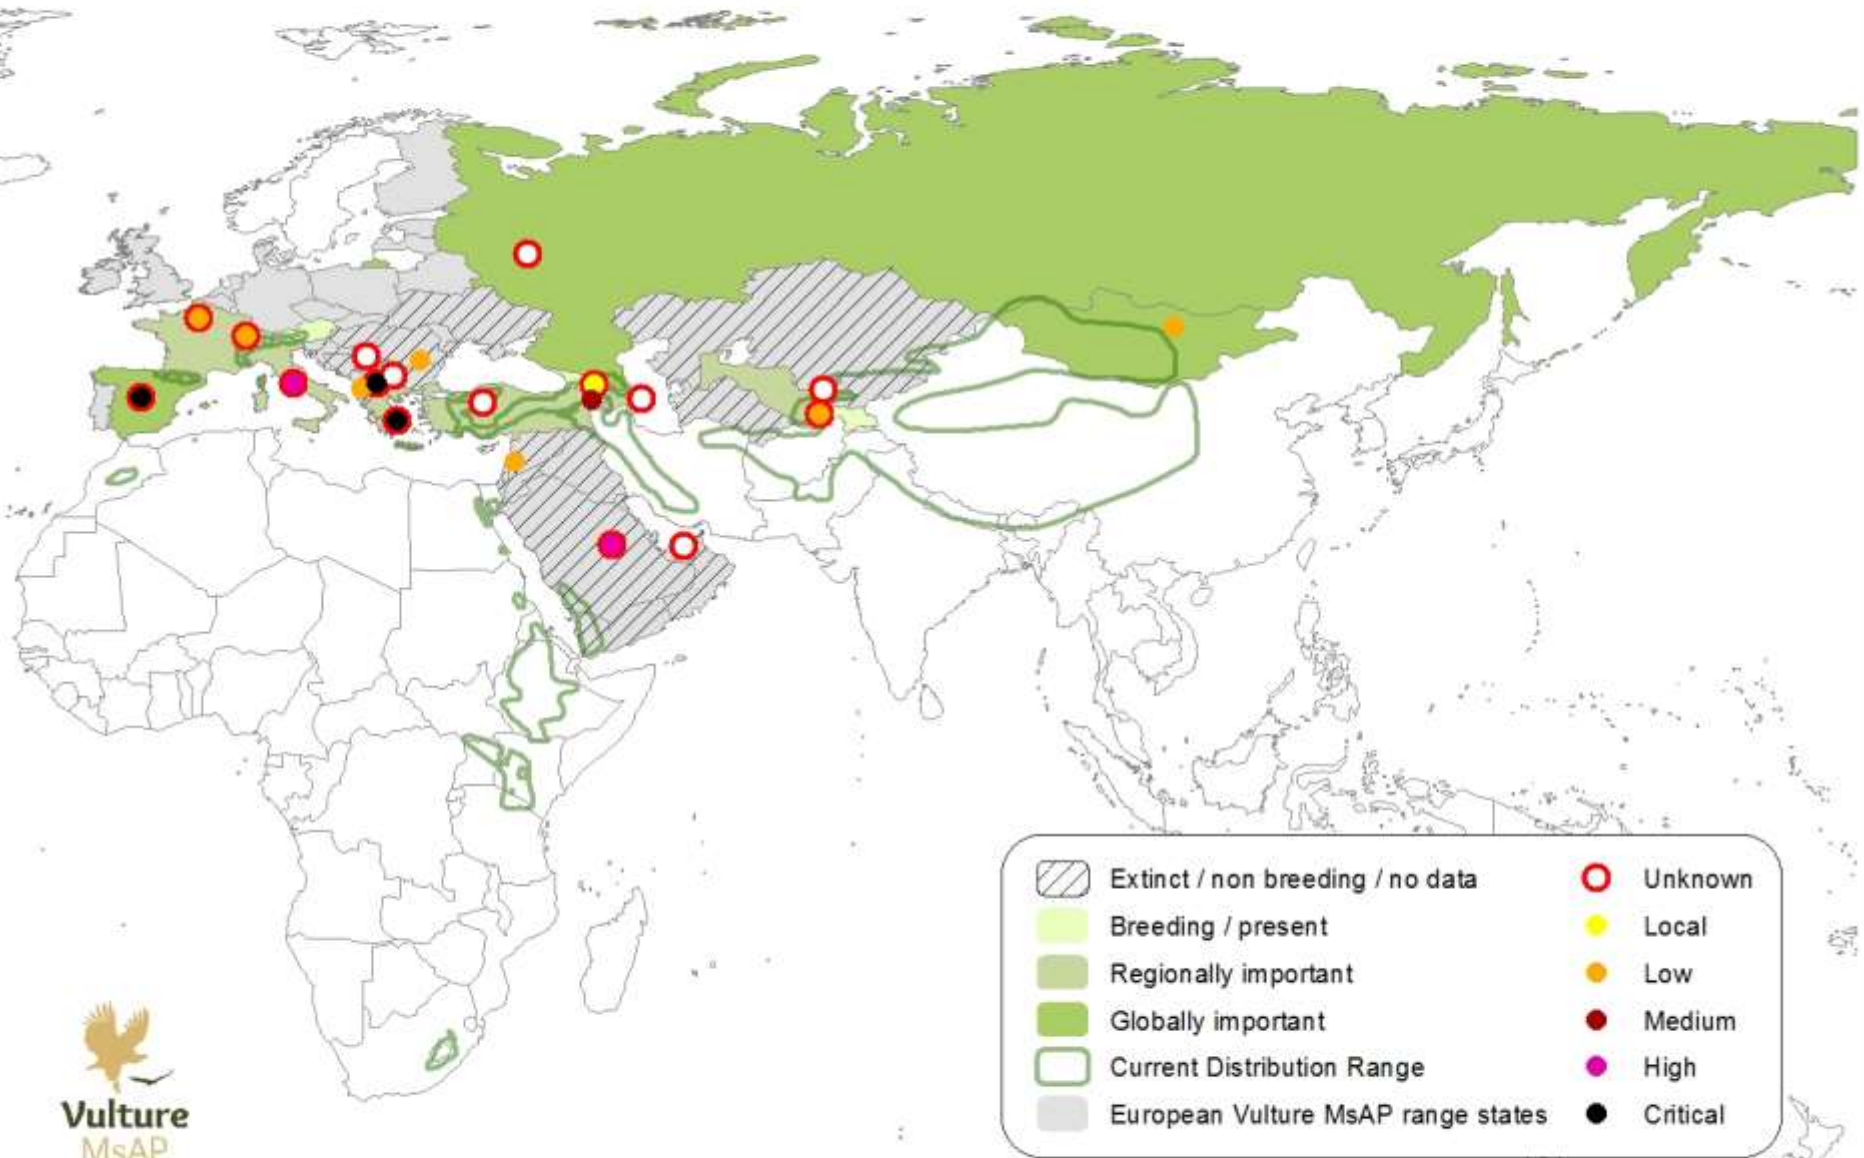 Extinct / non breeding / no data
Unknown
Breeding / present
Local
Regionally important
Low
Globally important
Medium
Current Distribution Range
High
European Vulture MsAP range states
Critical
Vulture
MsAP